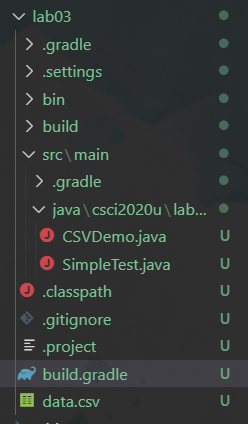 lab03
.gradle
.settings
bin
build
src\main
.gradle
java\csci2020u\lab...
CSVDemo.java U
SimpleTest.java U
.classpath U
.gitignore U
.project U
build.gradle U
data.csv U